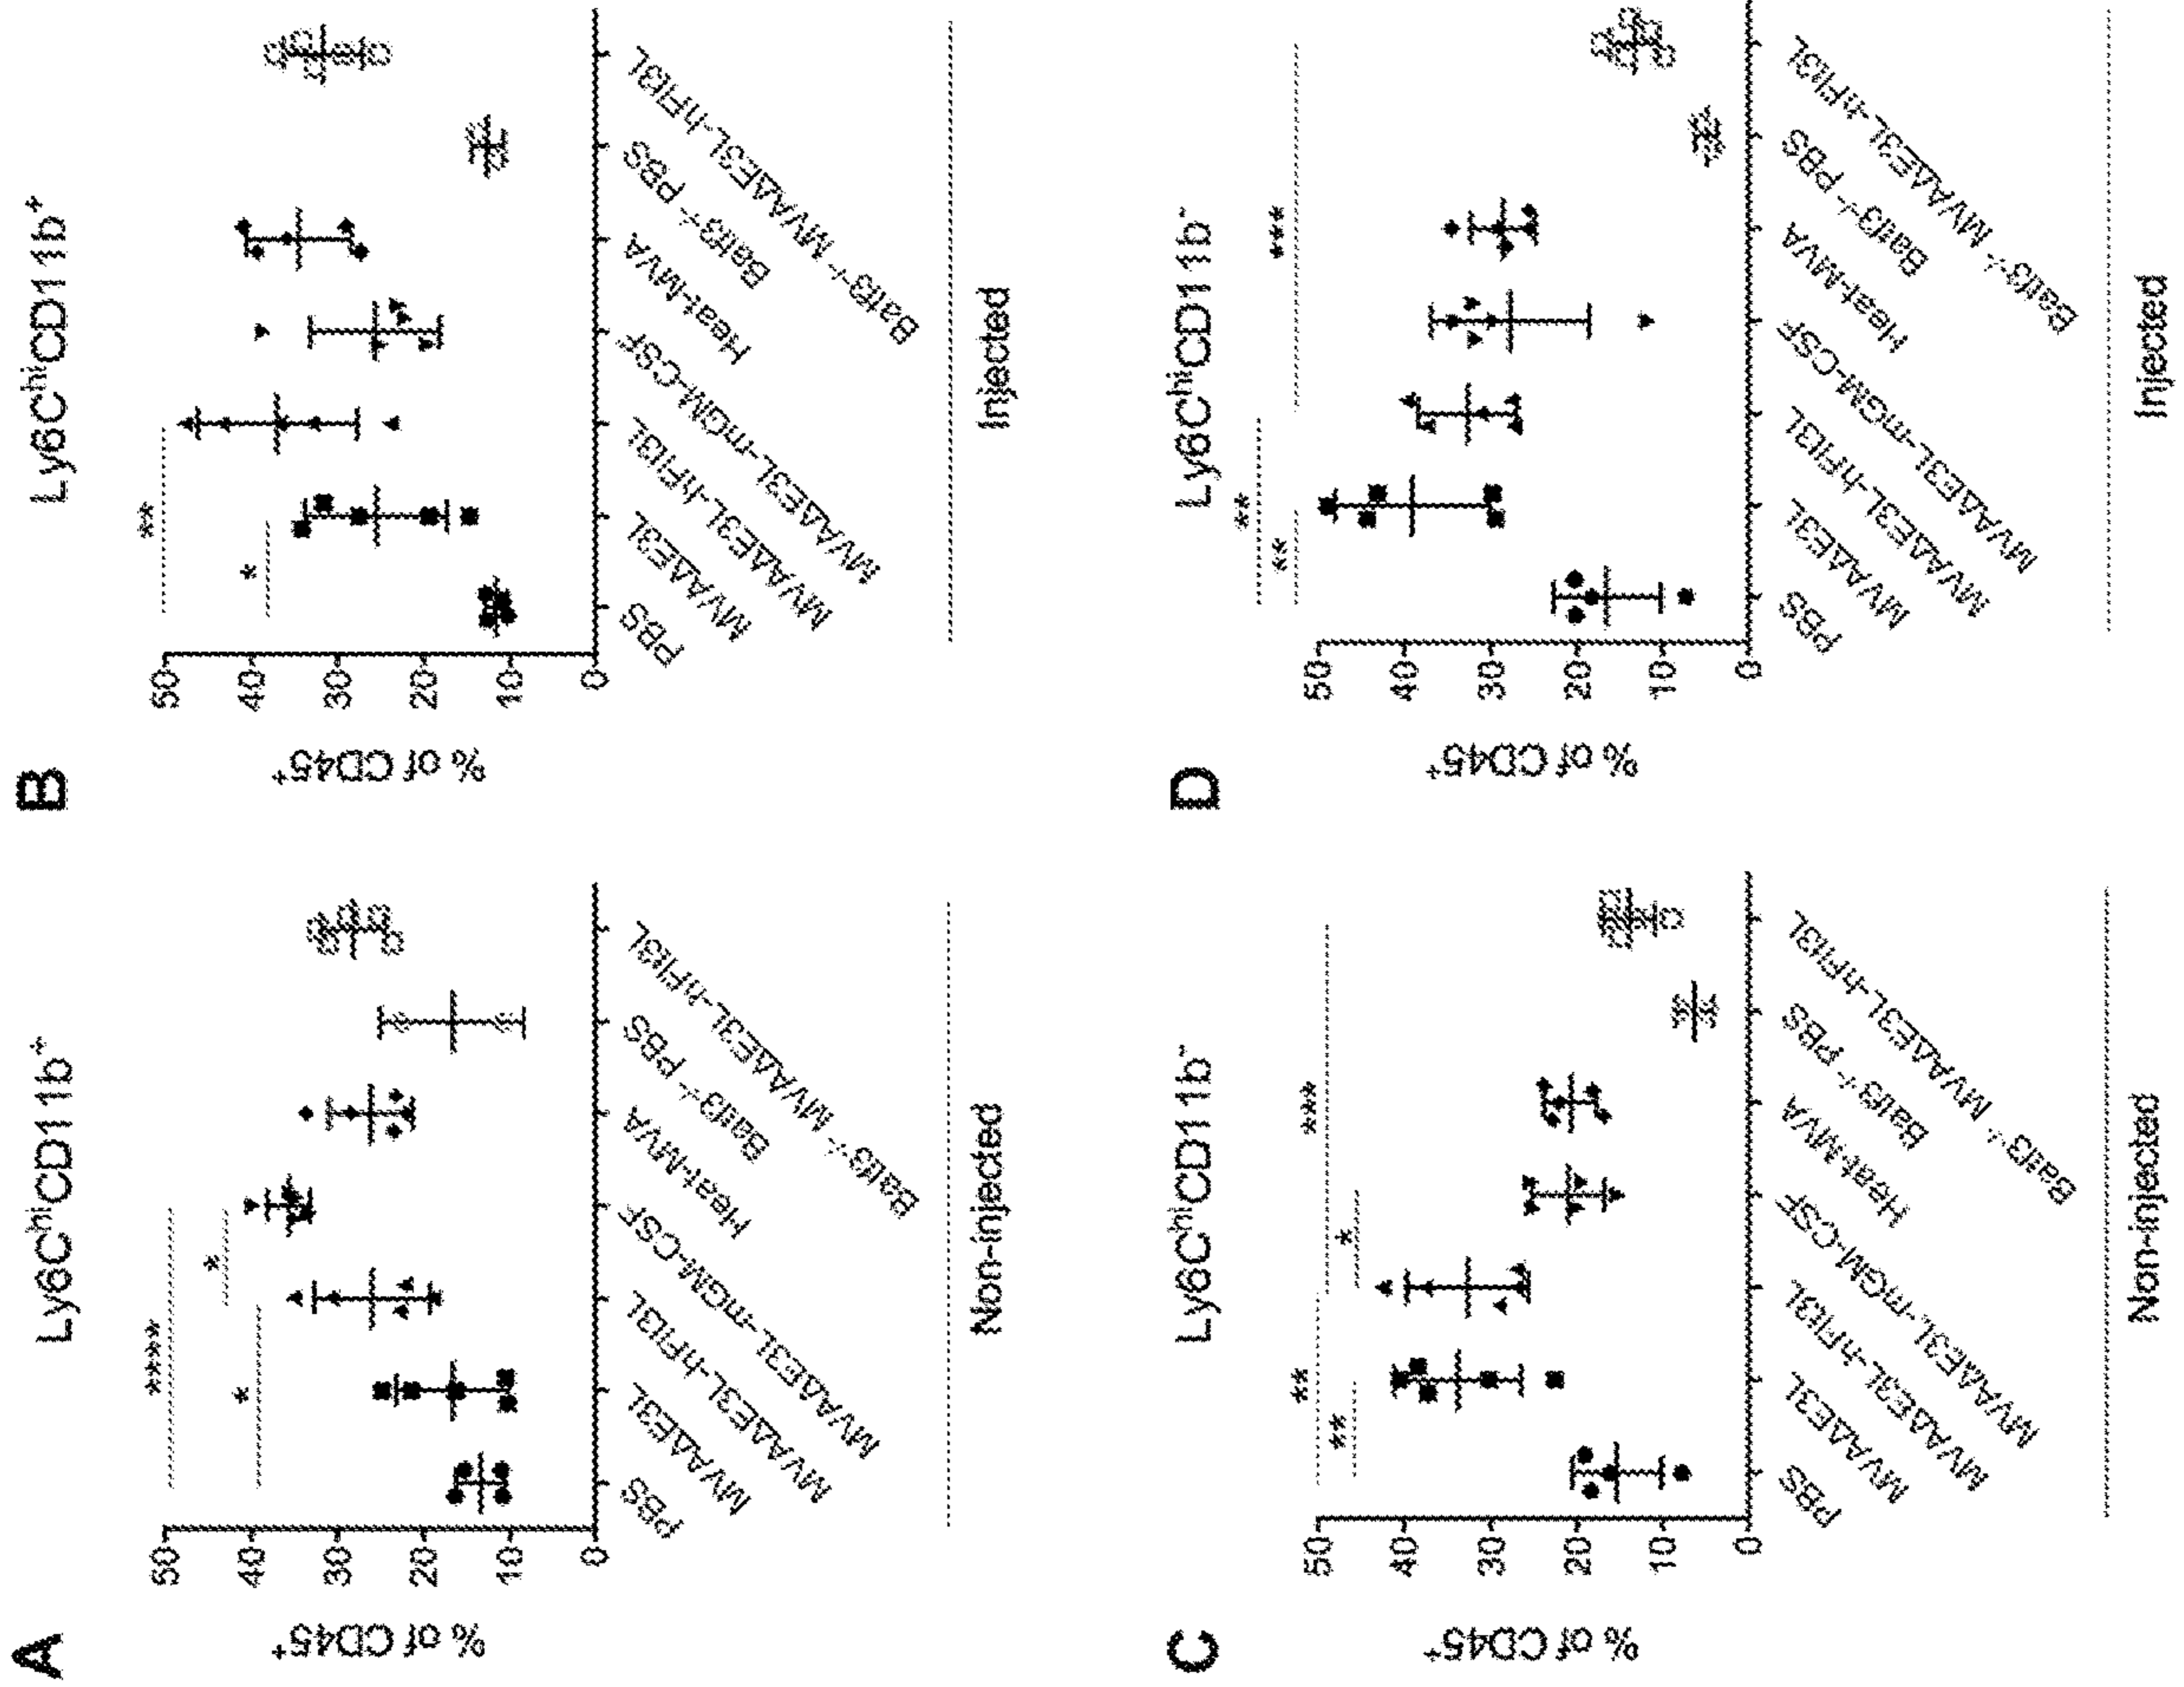 A
Ly6C^hiCD11b^+
% of CD45^+
50
40
30
20
10
0
****
*
*
PBS
MVAΔE3L
MVAΔE3L-hFlt3L
MVAΔE3L-mGM-CSF
Heat-MVA
Batf3^-/- PBS
Batf3^-/- MVAΔE3L-hFlt3L
Non-injected
B
Ly6C^hiCD11b^+
% of CD45^+
50
40
30
20
10
0
**
*
PBS
MVAΔE3L
MVAΔE3L-hFlt3L
MVAΔE3L-mGM-CSF
Heat-MVA
Batf3^-/- PBS
Batf3^-/- MVAΔE3L-hFlt3L
Injected
C
Ly6C^hiCD11b^-
% of CD45^+
50
40
30
20
10
0
**
**
***
*
PBS
MVAΔE3L
MVAΔE3L-hFlt3L
MVAΔE3L-mGM-CSF
Heat-MVA
Batf3^-/- PBS
Batf3^-/- MVAΔE3L-hFlt3L
Non-injected
D
Ly6C^hiCD11b^-
% of CD45^+
50
40
30
20
10
0
**
**
***
PBS
MVAΔE3L
MVAΔE3L-hFlt3L
MVAΔE3L-mGM-CSF
Heat-MVA
Batf3^-/- PBS
Batf3^-/- MVAΔE3L-hFlt3L
Injected